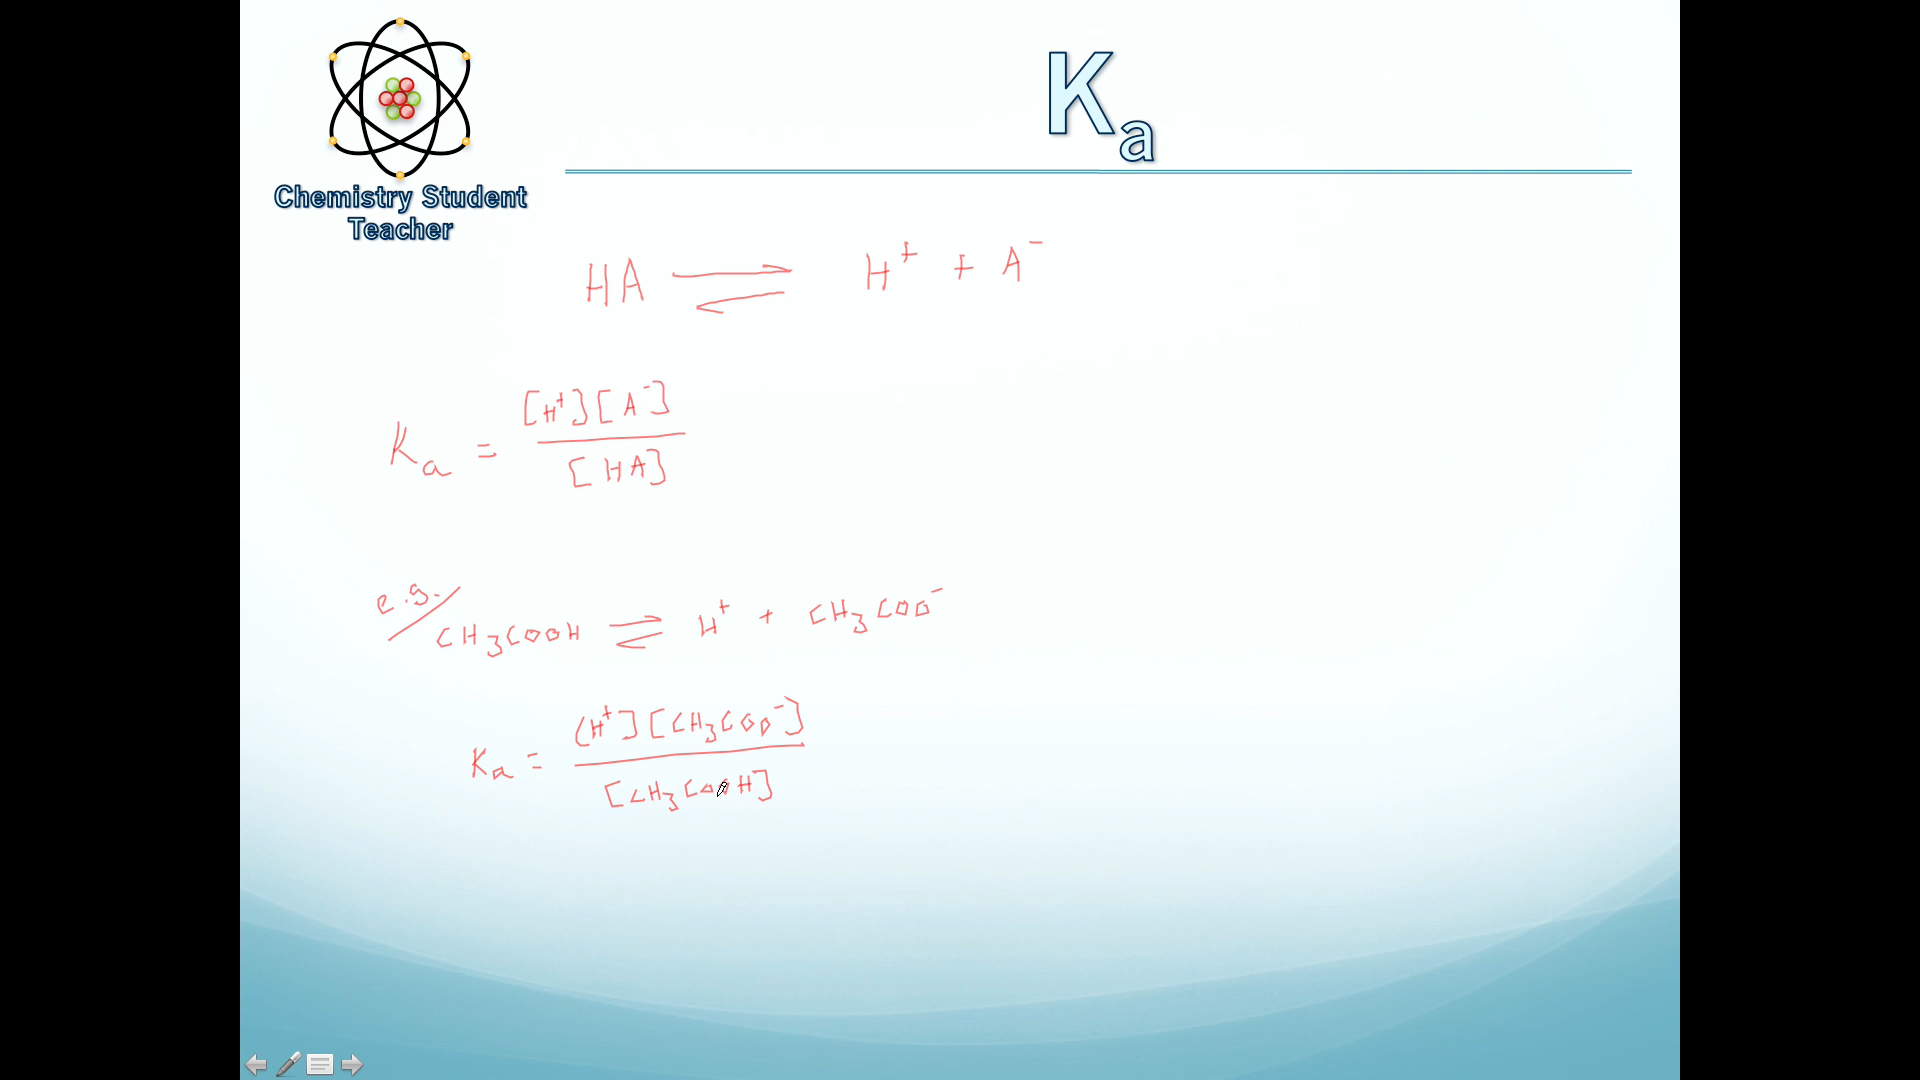 Chemistry Student
Teacher
Kₐ
HA ⇌ H⁺ + A⁻
Kₐ = [H⁺][A⁻] / [HA]
e.g.
CH₃COOH ⇌ H⁺ + CH₃COO⁻
Kₐ = [H⁺][CH₃COO⁻] / [CH₃COOH]